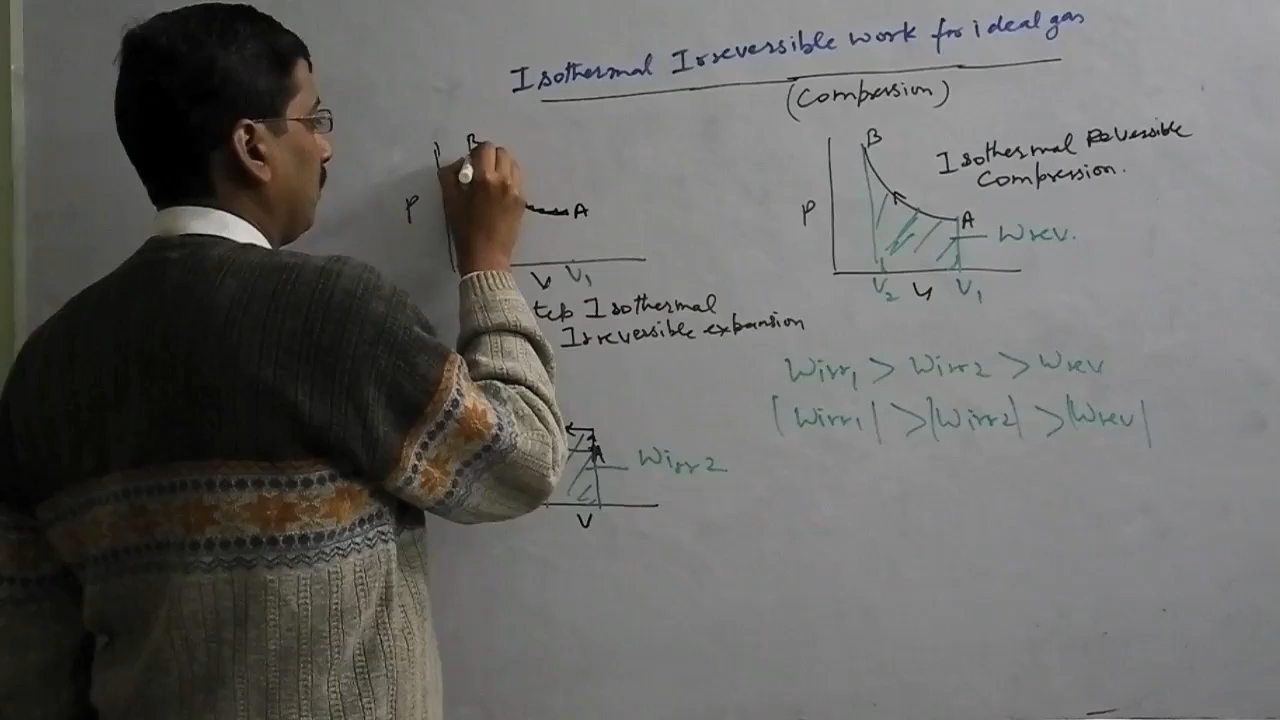 Isothermal Irreversible work for ideal gas
(Compression)
B
P
A
V V₁
tep Isothermal
Irreversible expansion
B
Isothermal Reversible
Compression.
P
A
Wrev.
V₂ V V₁
Wirr₁ > Wirr2 > Wrev
|Wirr1| > |Wirr2| > |Wrev|
A
Wirr2
V